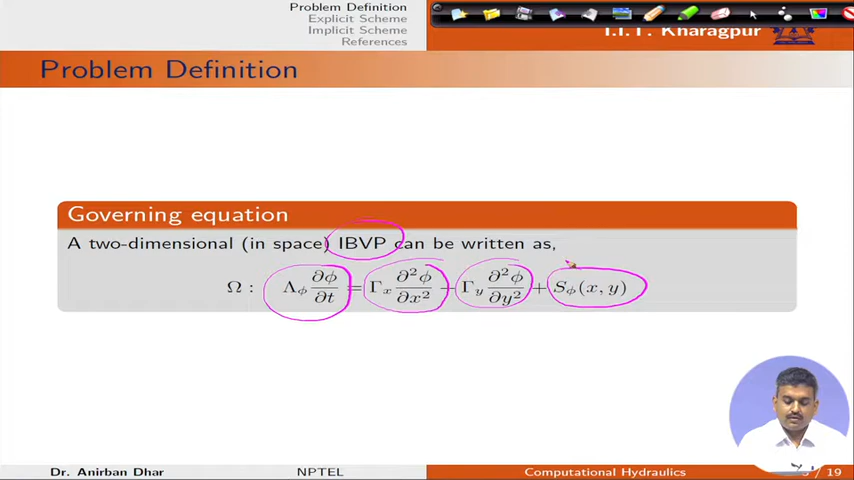 Problem Definition
Explicit Scheme
Implicit Scheme
References
I.I.T. Kharagpur
Problem Definition
Governing equation
A two-dimensional (in space) IBVP can be written as,
Ω : Λ_ϕ ∂ϕ/∂t = Γ_x ∂²ϕ/∂x² + Γ_y ∂²ϕ/∂y² + S_ϕ(x, y)
Dr. Anirban Dhar NPTEL Computational Hydraulics / 19